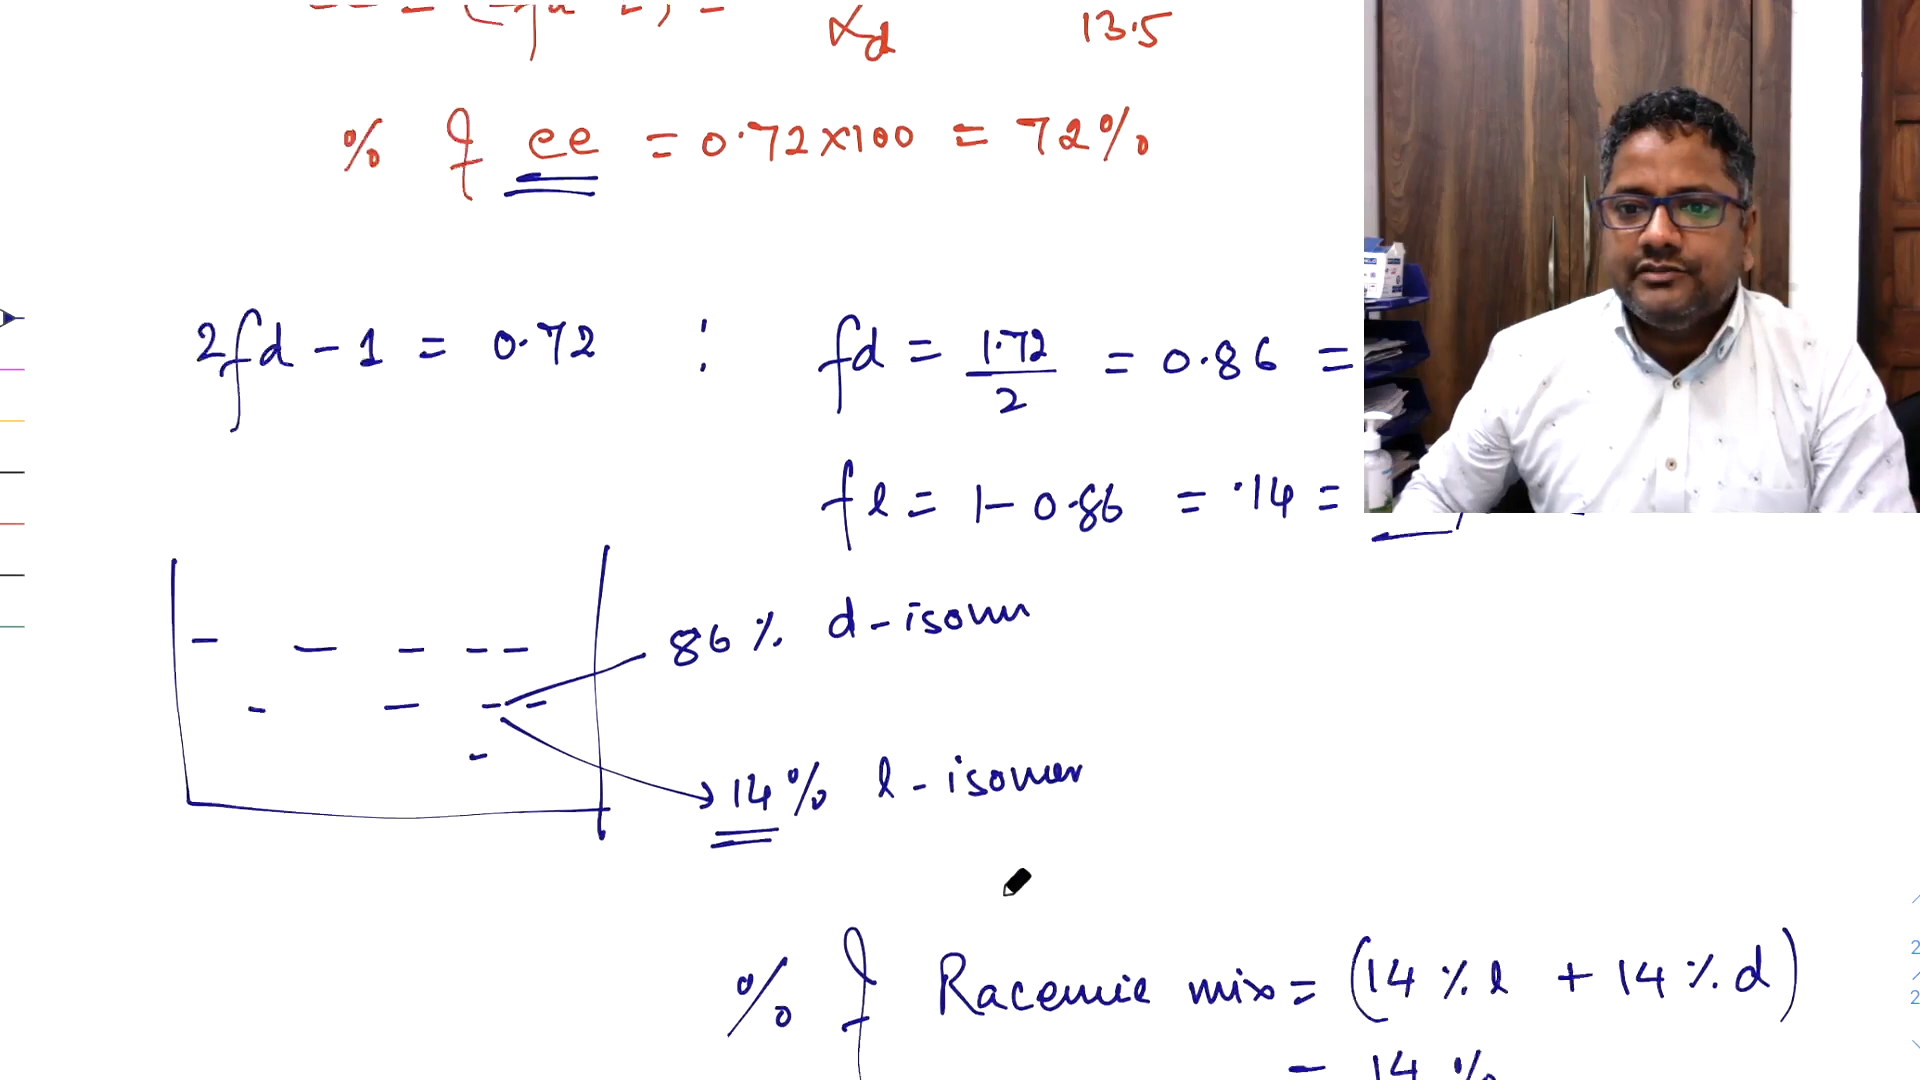 αd 13.5
% of ee = 0.72×100 = 72%
2fd - 1 = 0.72 : fd = 1.72 / 2 = 0.86 =
fl = 1 - 0.86 = .14 =
86 % d-isomer
14 % l-isomer
% of Racemic mix = (14 % l + 14 % d)
= 14 %